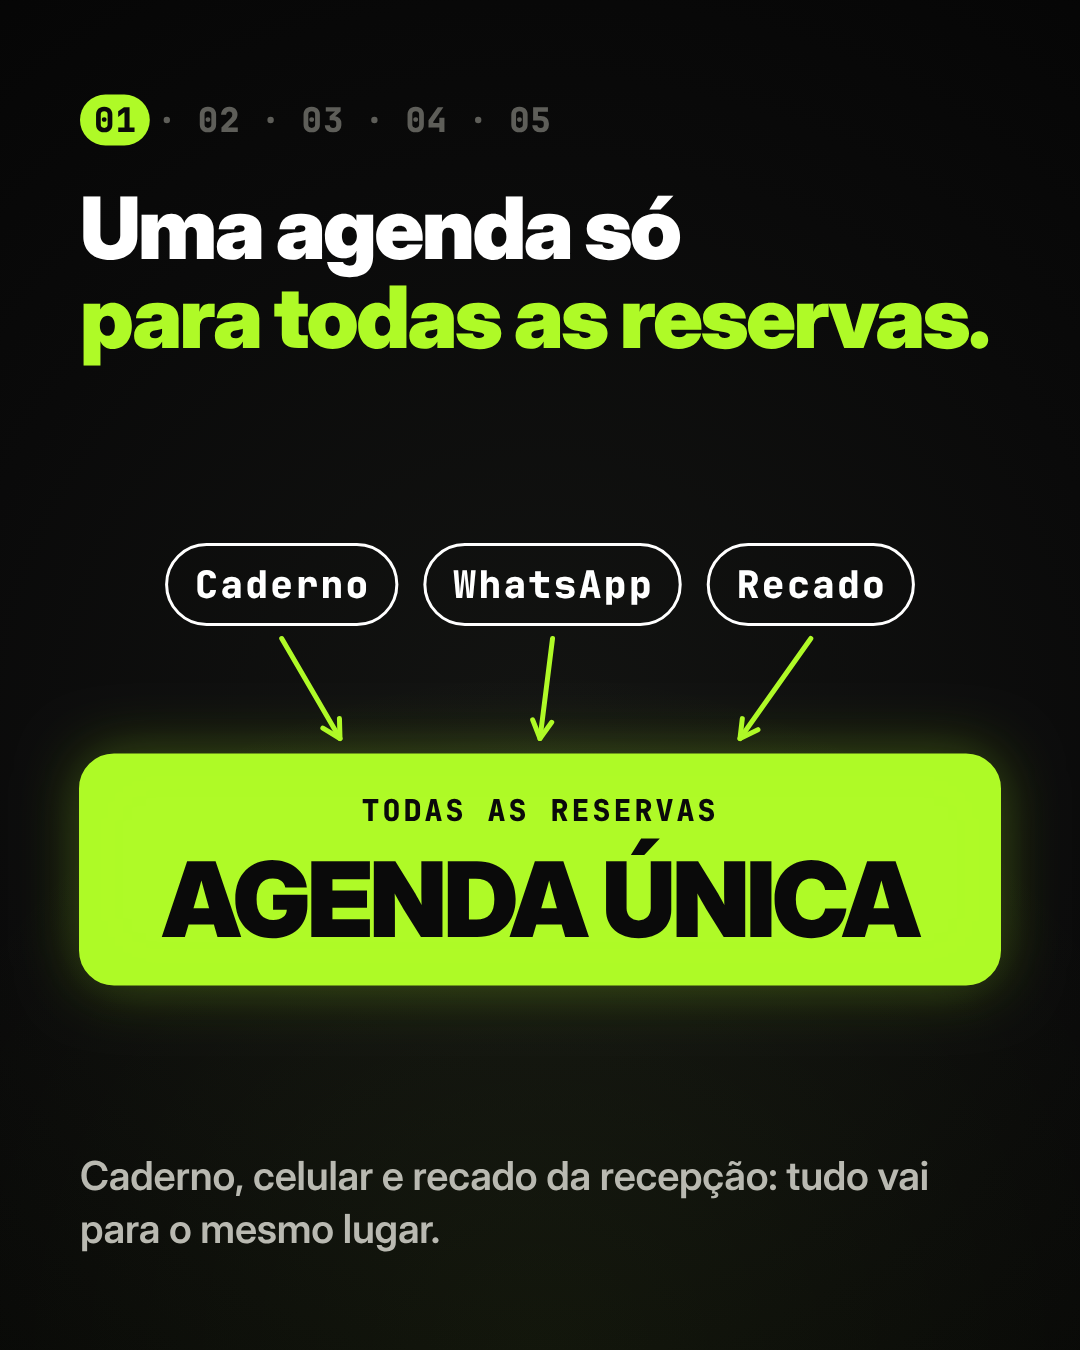 01 · 02 · 03 · 04 · 05
Uma agenda só
para todas as reservas.
Caderno WhatsApp Recado
TODAS AS RESERVAS
AGENDA ÚNICA
Caderno, celular e recado da recepção: tudo vai
para o mesmo lugar.